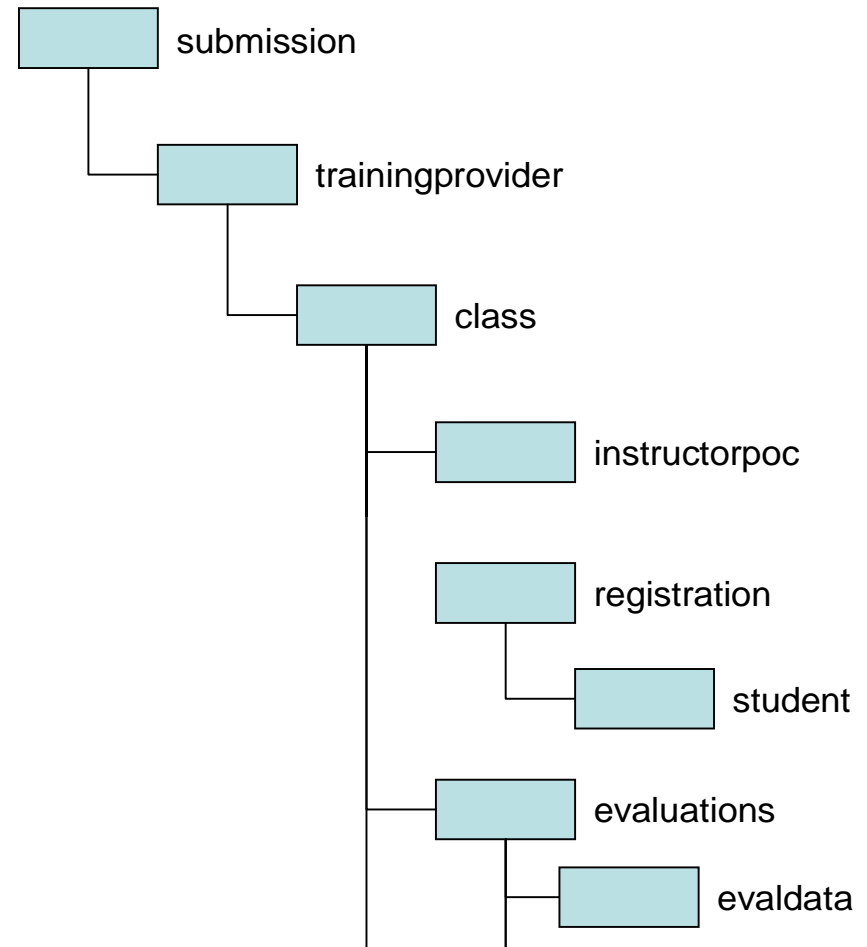 submission
trainingprovider
class
instructorpoc
registration
student
evaluations
evaldata